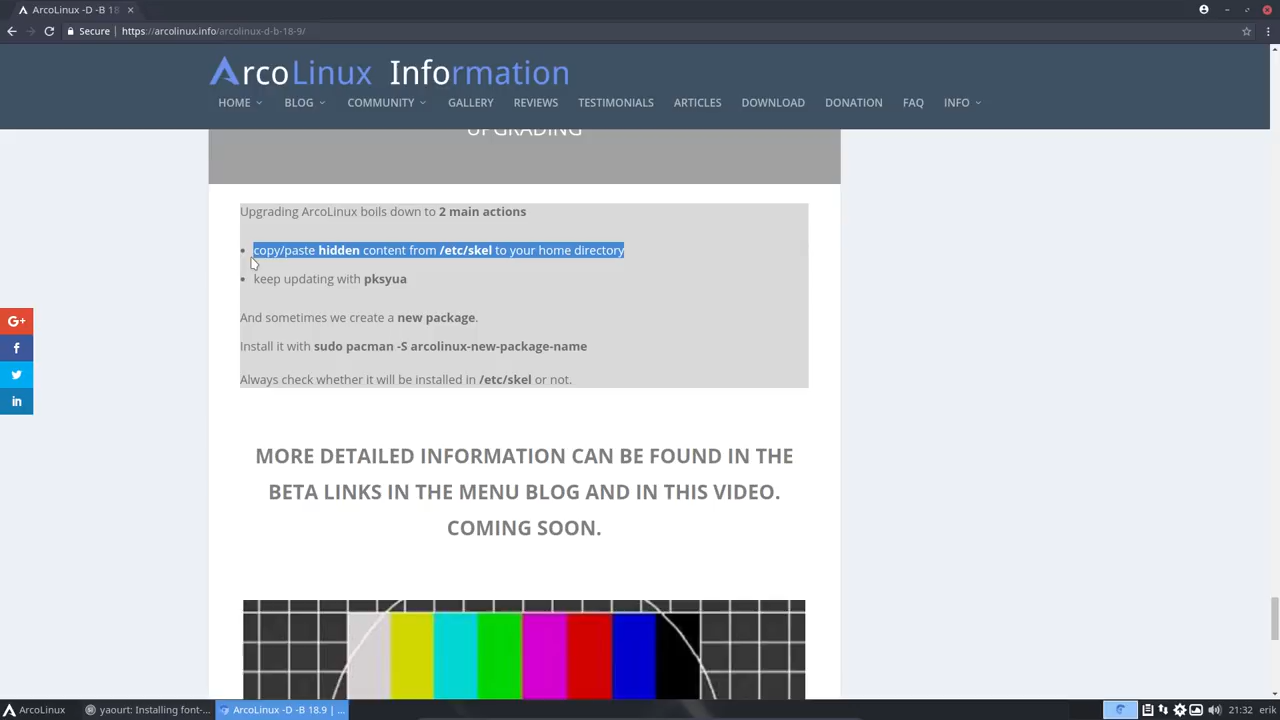 ArcoLinux -D -B 18
Secure https://arcolinux.info/arcolinux-d-b-18-9/
ArcoLinux Information
HOME BLOG COMMUNITY GALLERY REVIEWS TESTIMONIALS ARTICLES DOWNLOAD DONATION FAQ INFO
UPGRADING
Upgrading ArcoLinux boils down to 2 main actions
copy/paste hidden content from /etc/skel to your home directory
keep updating with pksyua
And sometimes we create a new package.
Install it with sudo pacman -S arcolinux-new-package-name
Always check whether it will be installed in /etc/skel or not.
MORE DETAILED INFORMATION CAN BE FOUND IN THE
BETA LINKS IN THE MENU BLOG AND IN THIS VIDEO.
COMING SOON.
G+
f
in
ArcoLinux yaourt: Installing font-... ArcoLinux -D -B 18.9 | ... 21:32 erik